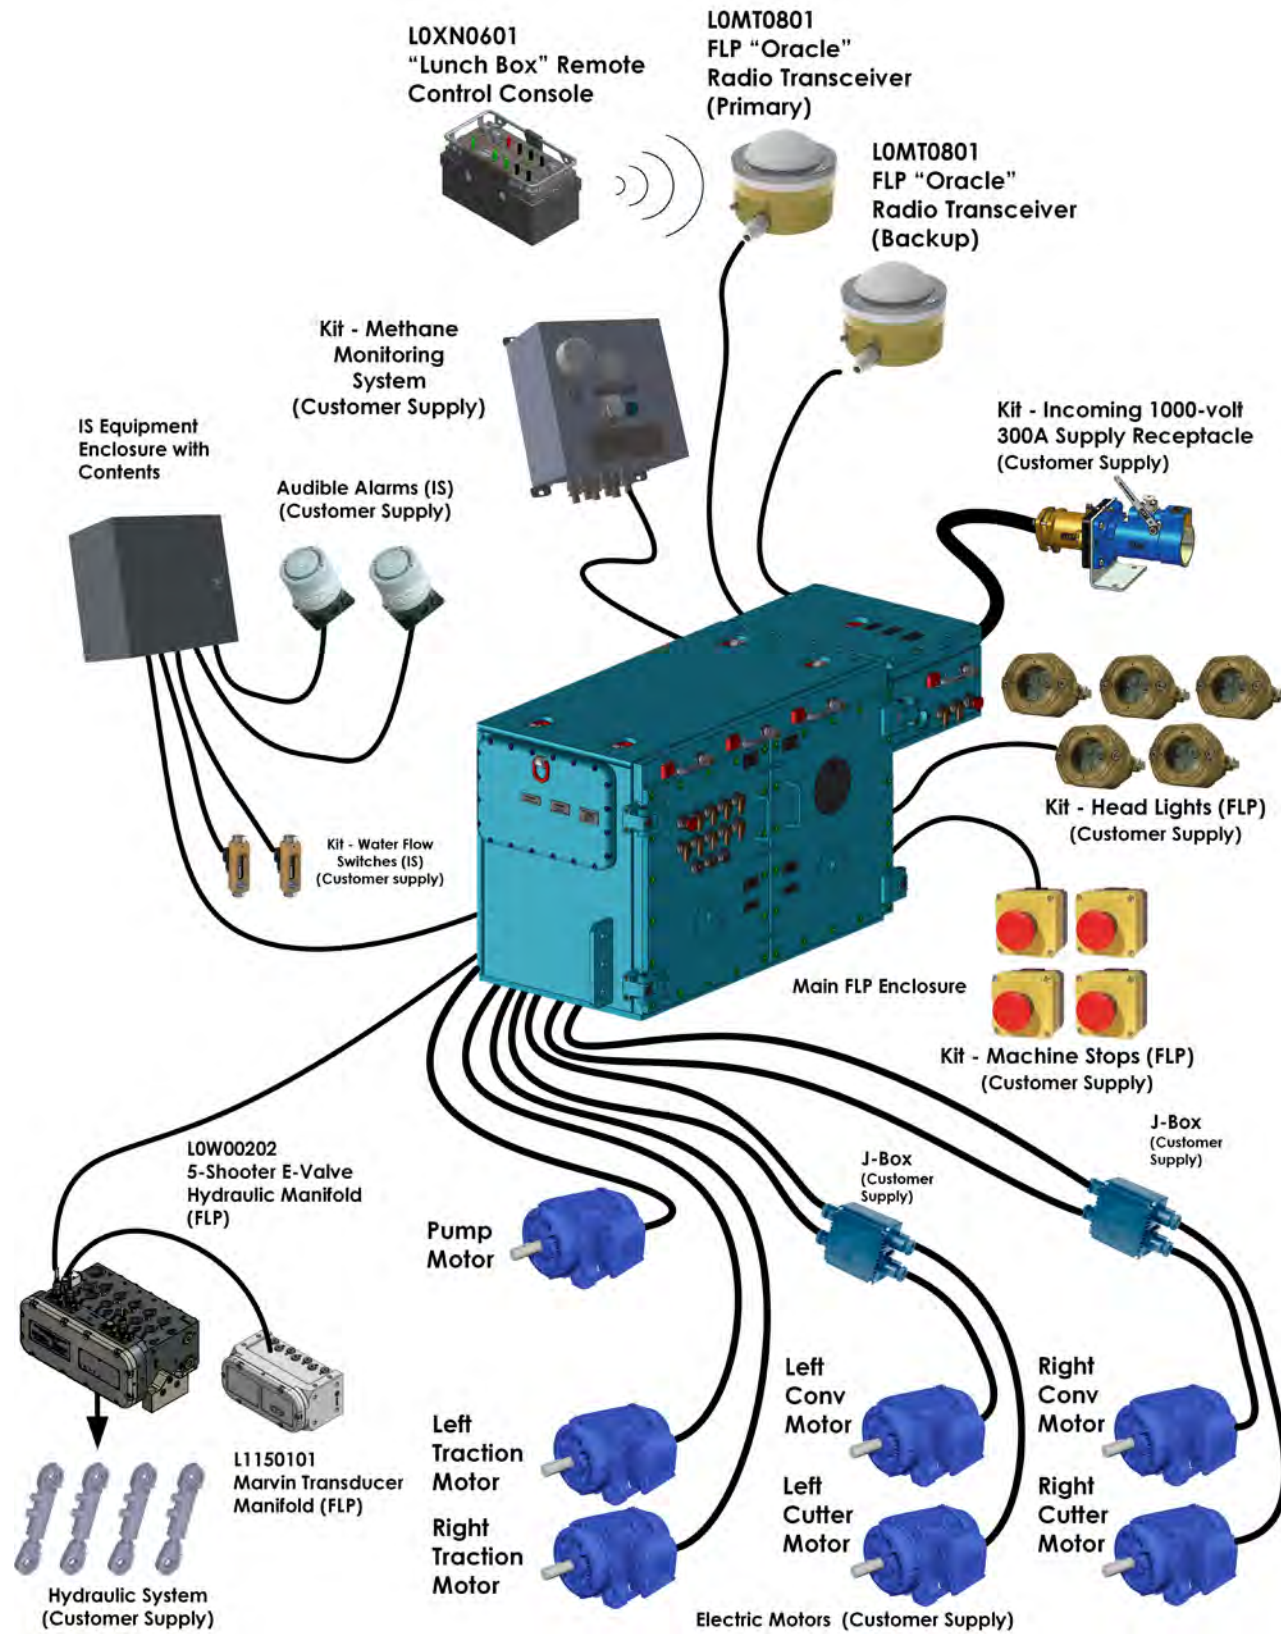 L0XN0601
“Lunch Box” Remote
Control Console
L0MT0801
FLP “Oracle”
Radio Transceiver
(Primary)
L0MT0801
FLP “Oracle”
Radio Transceiver
(Backup)
Kit - Methane
Monitoring
System
(Customer Supply)
Kit - Incoming 1000-volt
300A Supply Receptacle
(Customer Supply)
IS Equipment
Enclosure with
Contents
Audible Alarms (IS)
(Customer Supply)
Kit - Head Lights (FLP)
(Customer Supply)
Kit - Water Flow
Switches (IS)
(Customer supply)
Main FLP Enclosure
Kit - Machine Stops (FLP)
(Customer Supply)
L0W00202
5-Shooter E-Valve
Hydraulic Manifold
(FLP)
J-Box
(Customer
Supply)
J-Box
(Customer
Supply)
Pump
Motor
Left
Traction
Motor
Left
Conv
Motor
Right
Conv
Motor
L1150101
Marvin Transducer
Manifold (FLP)
Right
Traction
Motor
Left
Cutter
Motor
Right
Cutter
Motor
Hydraulic System
(Customer Supply)
Electric Motors (Customer Supply)